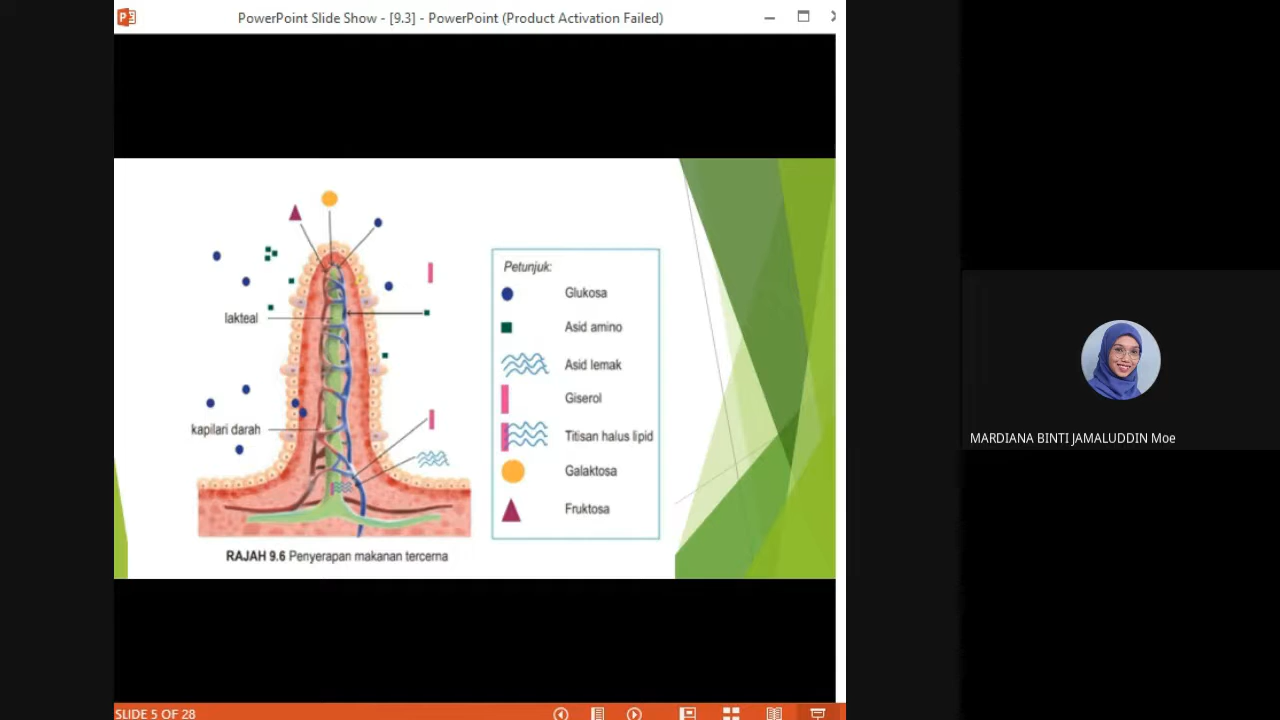 PowerPoint Slide Show - [9.3] - PowerPoint (Product Activation Failed)
lakteal
kapilari darah
RAJAH 9.6 Penyerapan makanan tercerna
Petunjuk:
Glukosa
Asid amino
Asid lemak
Giserol
Titisan halus lipid
Galaktosa
Fruktosa
MARDIANA BINTI JAMALUDDIN Moe
SLIDE 5 OF 28